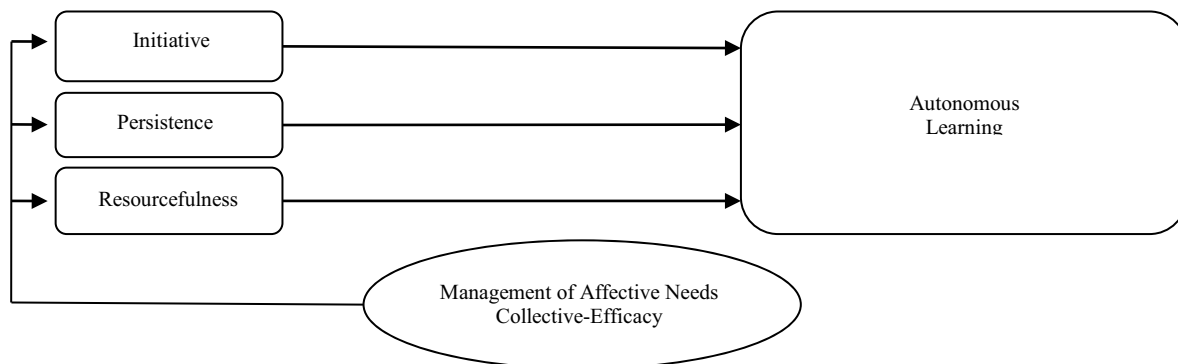 Initiative
Persistence
Resourcefulness
Autonomous
Learning
Management of Affective Needs
Collective-Efficacy